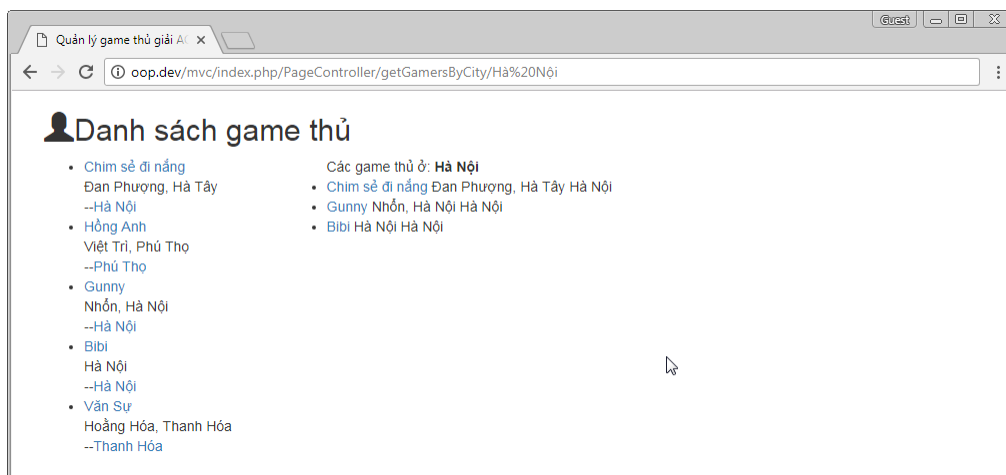 Guest
Quản lý game thủ giải AO
oop.dev/mvc/index.php/PageController/getGamersByCity/Hà%20Nội
Danh sách game thủ
Chim sẻ đi nắng
Đan Phượng, Hà Tây
--Hà Nội
Hồng Anh
Việt Trì, Phú Thọ
--Phú Thọ
Gunny
Nhổn, Hà Nội
--Hà Nội
Bibi
Hà Nội
--Hà Nội
Văn Sự
Hoằng Hóa, Thanh Hóa
--Thanh Hóa
Các game thủ ở: Hà Nội
Chim sẻ đi nắng Đan Phượng, Hà Tây Hà Nội
Gunny Nhổn, Hà Nội Hà Nội
Bibi Hà Nội Hà Nội